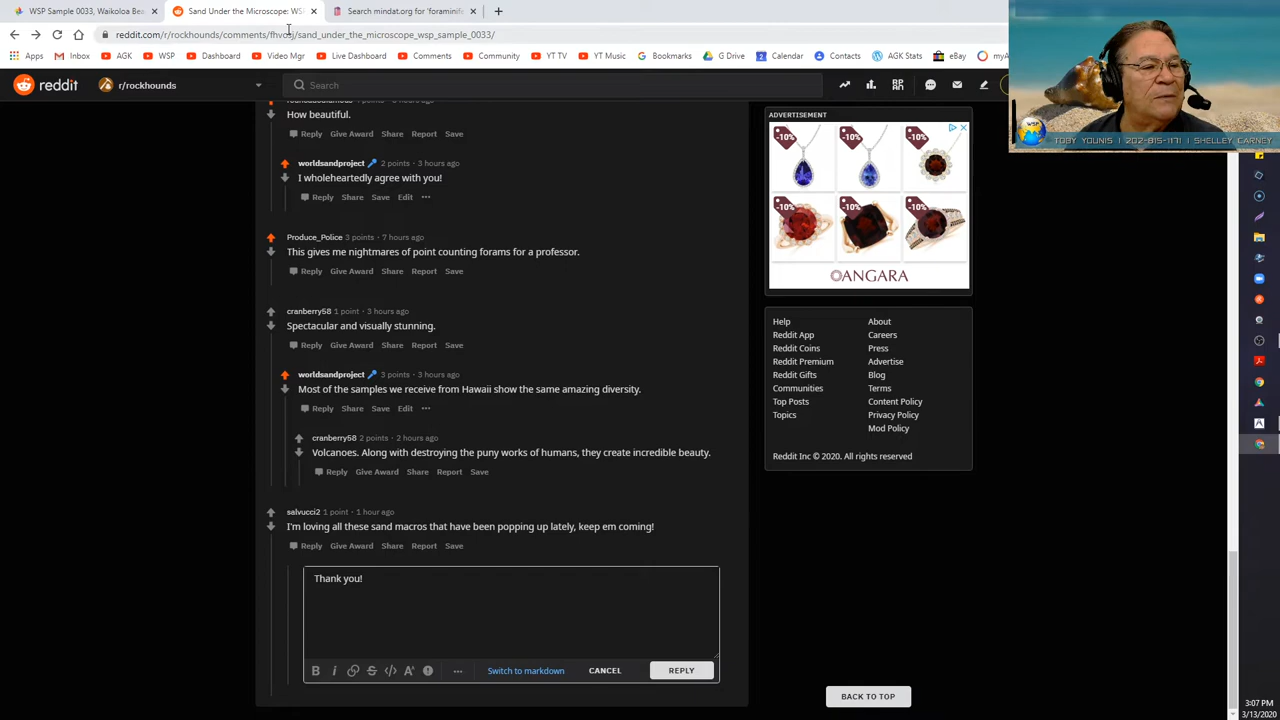 WSP Sample 0033, Waikoloa Bea
Sand Under the Microscope: WS
Search mindat.org for 'foraminife
reddit.com/r/rockhounds/comments/fhvo
/sand_under_the_microscope_wsp_sample_0033/
Apps AGK WSP Dashboard Video Mgr Community Comments Community YT TV YT Music Bookmarks G Drive Contacts AGK Stats eBay myA
reddit r/rockhounds Search
How beautiful.
Reply Give Award Share Report Save
worldsandproject 2 points · 3 hours ago
I wholeheartedly agree with you!
Reply Share Save Edit ...
Produce_Police 3 points · 7 hours ago
This gives me nightmares of point counting forams for a professor.
Reply Give Award Share Report Save
cranberry58 1 point · 3 hours ago
Spectacular and visually stunning.
Reply Give Award Share Report Save
worldsandproject 3 points · 3 hours ago
Most of the samples we receive from Hawaii show the same amazing diversity.
Reply Share Save Edit ...
cranberry58 2 points · 2 hours ago
Volcanoes. Along with destroying the puny works of humans, they create incredible beauty.
Reply Give Award Share Report Save
salvucci2 1 point · 1 hour ago
I'm loving all these sand macros that have been popping up lately, keep em coming!
Reply Give Award Share Report Save
Thank you!
B i S A ... Switch to markdown CANCEL REPLY
ADVERTISEMENT
-10% -10% -10%
-10% -10% -10%
ANGARA
Help About
Reddit App Careers
Reddit Coins Press
Reddit Premium Advertise
Reddit Gifts Blog
Communities Terms
Top Posts Content Policy
Topics Privacy Policy
Mod Policy
Reddit Inc © 2020. All rights reserved
BACK TO TOP
WSP
TOBY YOUNIS | 202-815-1171 | SHELLEY CARNEY
3:07 PM
3/13/2020